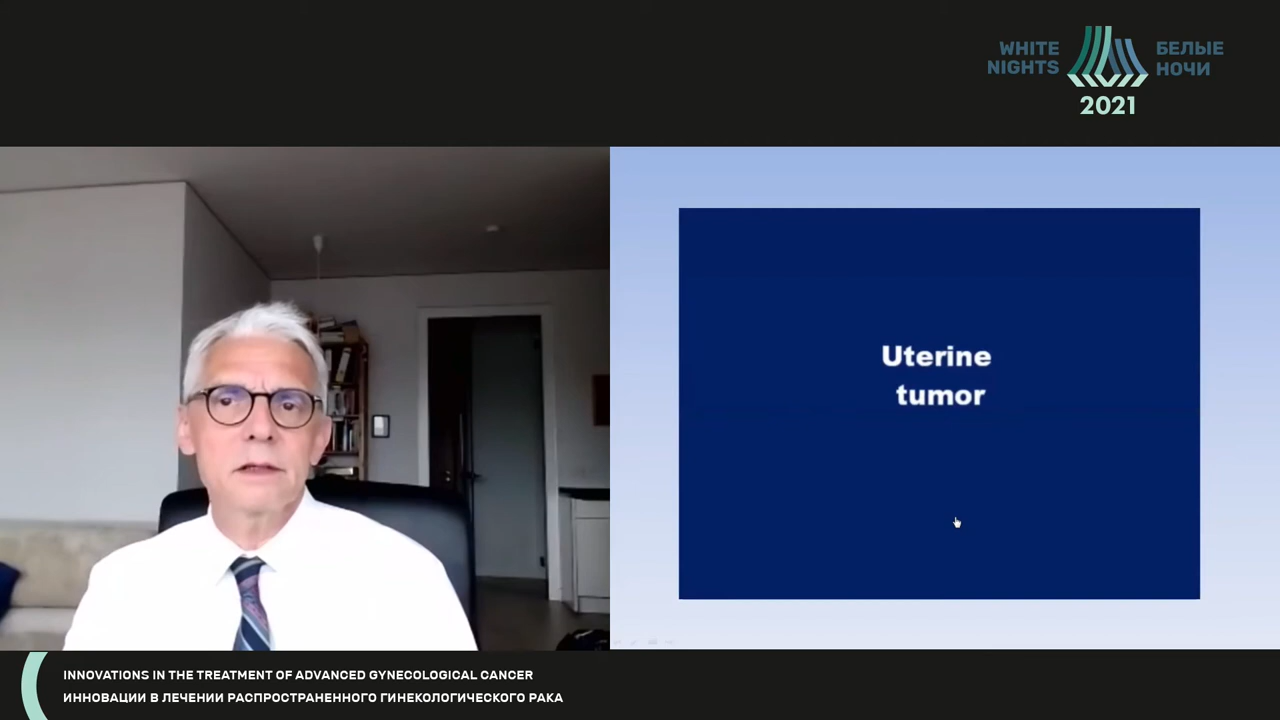 WHITE
NIGHTS
БЕЛЫЕ
НОЧИ
2021
Uterine
tumor
INNOVATIONS IN THE TREATMENT OF ADVANCED GYNECOLOGICAL CANCER
ИННОВАЦИИ В ЛЕЧЕНИИ РАСПРОСТРАНЕННОГО ГИНЕКОЛОГИЧЕСКОГО РАКА